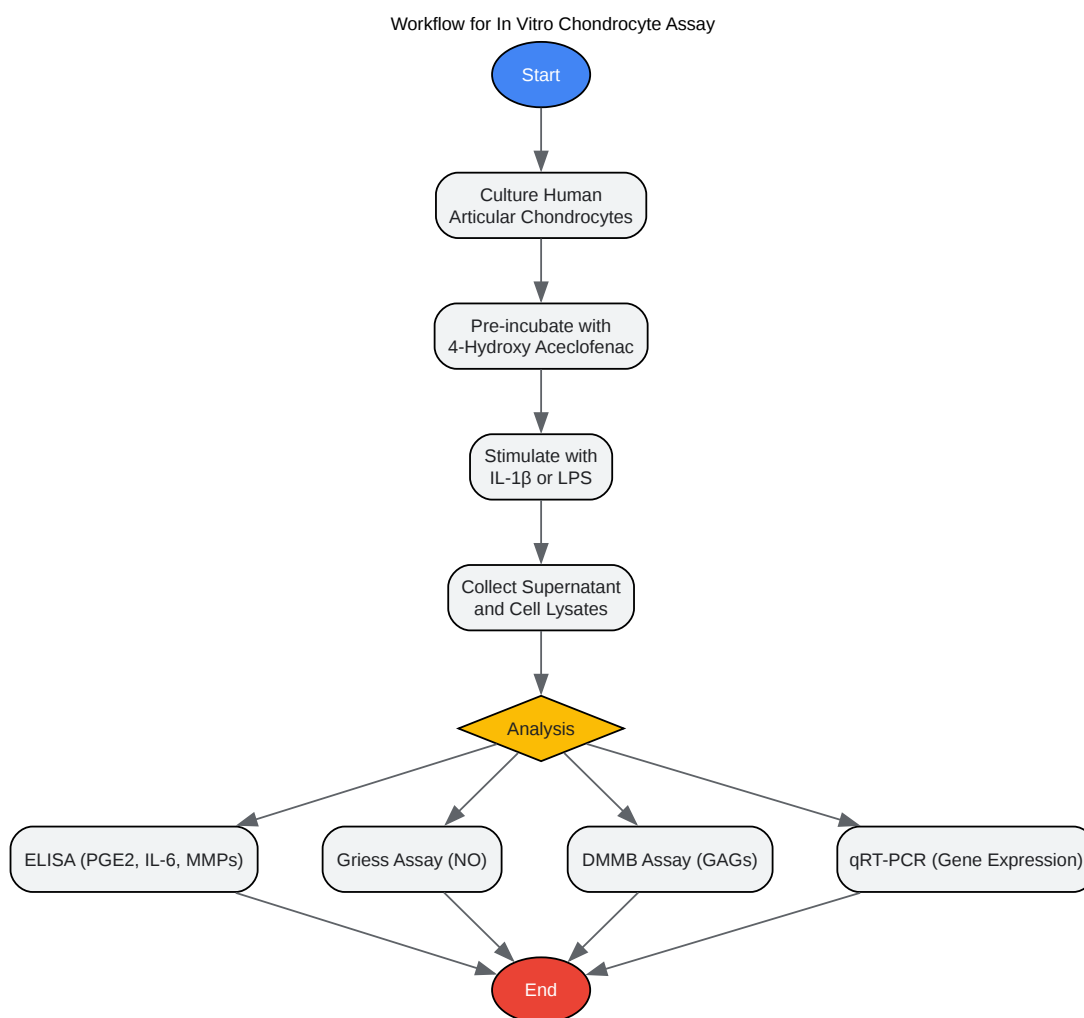 Workflow for In Vitro Chondrocyte Assay
Start
Culture Human
Articular Chondrocytes
Pre-incubate with
4-Hydroxy Aceclofenac
Stimulate with
IL-1β or LPS
Collect Supernatant
and Cell Lysates
Analysis
ELISA (PGE2, IL-6, MMPs)
Griess Assay (NO)
DMMB Assay (GAGs)
qRT-PCR (Gene Expression)
End